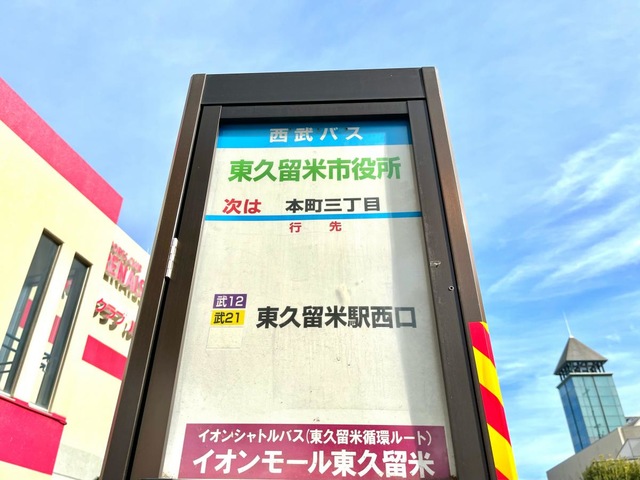 西武バス
東久留米市役所
次は 本町三丁目
行先
武12
武21 東久留米駅西口
イオンシャトルバス(東久留米循環ルート)
イオンモール東久留米